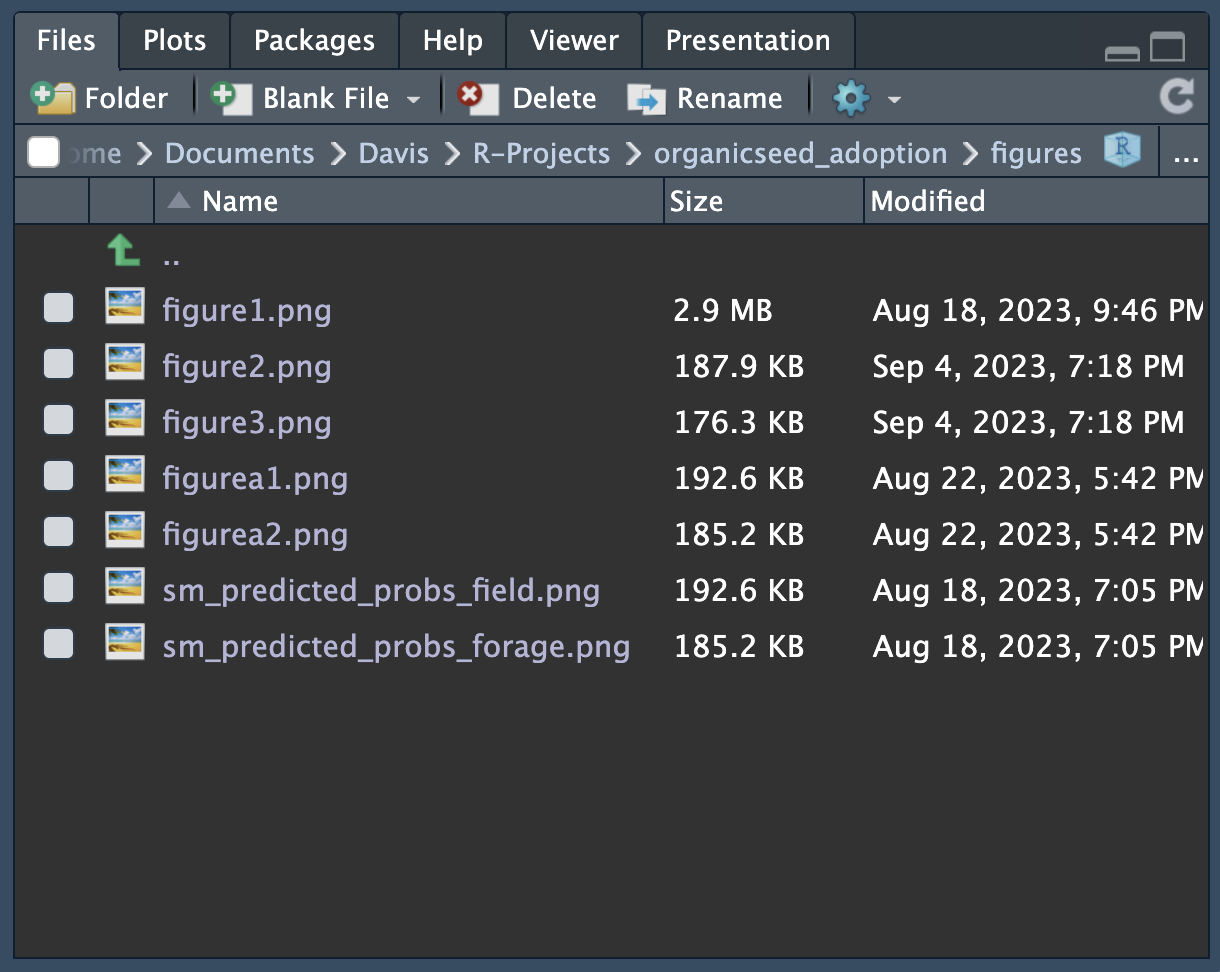 Files Plots Packages Help Viewer Presentation
Folder Blank File Delete Rename
ome Documents Davis R-Projects organicseed_adoption figures R ...
Name Size Modified
..
figure1.png 2.9 MB Aug 18, 2023, 9:46 PM
figure2.png 187.9 KB Sep 4, 2023, 7:18 PM
figure3.png 176.3 KB Sep 4, 2023, 7:18 PM
figurea1.png 192.6 KB Aug 22, 2023, 5:42 PM
figurea2.png 185.2 KB Aug 22, 2023, 5:42 PM
sm_predicted_probs_field.png 192.6 KB Aug 18, 2023, 7:05 PM
sm_predicted_probs_forage.png 185.2 KB Aug 18, 2023, 7:05 PM